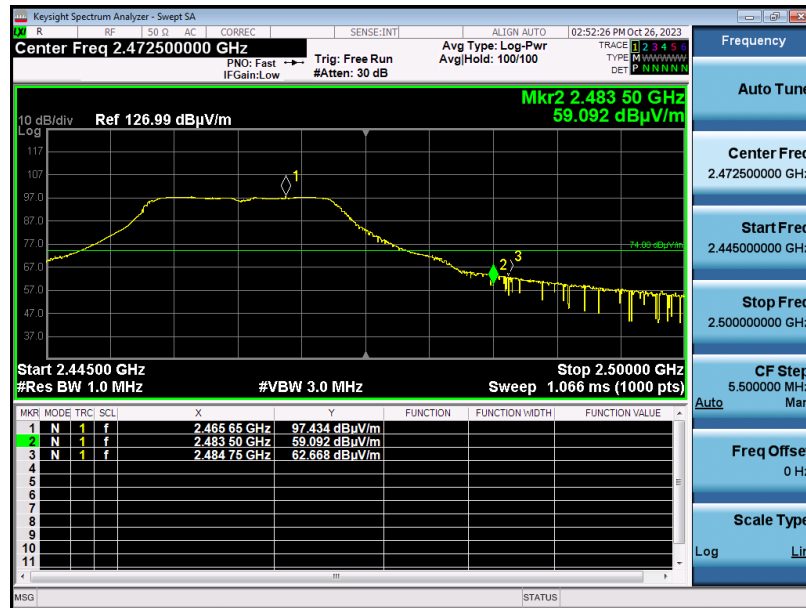 Keysight Spectrum Analyzer - Swept SA
LXI R RF 50 Ω AC CORREC SENSE:INT ALIGN AUTO 02:52:26 PM Oct 26, 2023
Center Freq 2.472500000 GHz
PNO: Fast
IFGain:Low
Trig: Free Run
#Atten: 30 dB
Avg Type: Log-Pwr
Avg|Hold: 100/100
TRACE 1 2 3 4 5 6
TYPE M W W W W W
DET P N N N N N
Mkr2 2.483 50 GHz
59.092 dBµV/m
10 dB/div Ref 126.99 dBµV/m
Log
117
107
97.0
87.0
77.0
67.0
57.0
47.0
37.0
1
2
3
74.00 dBµV/m
Start 2.44500 GHz Stop 2.50000 GHz
#Res BW 1.0 MHz #VBW 3.0 MHz Sweep 1.066 ms (1000 pts)
MKR MODE TRC SCL X Y FUNCTION FUNCTION WIDTH FUNCTION VALUE
1 N 1 f 2.465 65 GHz 97.434 dBµV/m
2 N 1 f 2.483 50 GHz 59.092 dBµV/m
3 N 1 f 2.484 75 GHz 62.668 dBµV/m
4
5
6
7
8
9
10
11
MSG STATUS
Frequency
Auto Tune
Center Freq
2.472500000 GHz
Start Freq
2.445000000 GHz
Stop Freq
2.500000000 GHz
CF Step
5.500000 MHz
Auto Man
Freq Offset
0 Hz
Scale Type
Log Lin